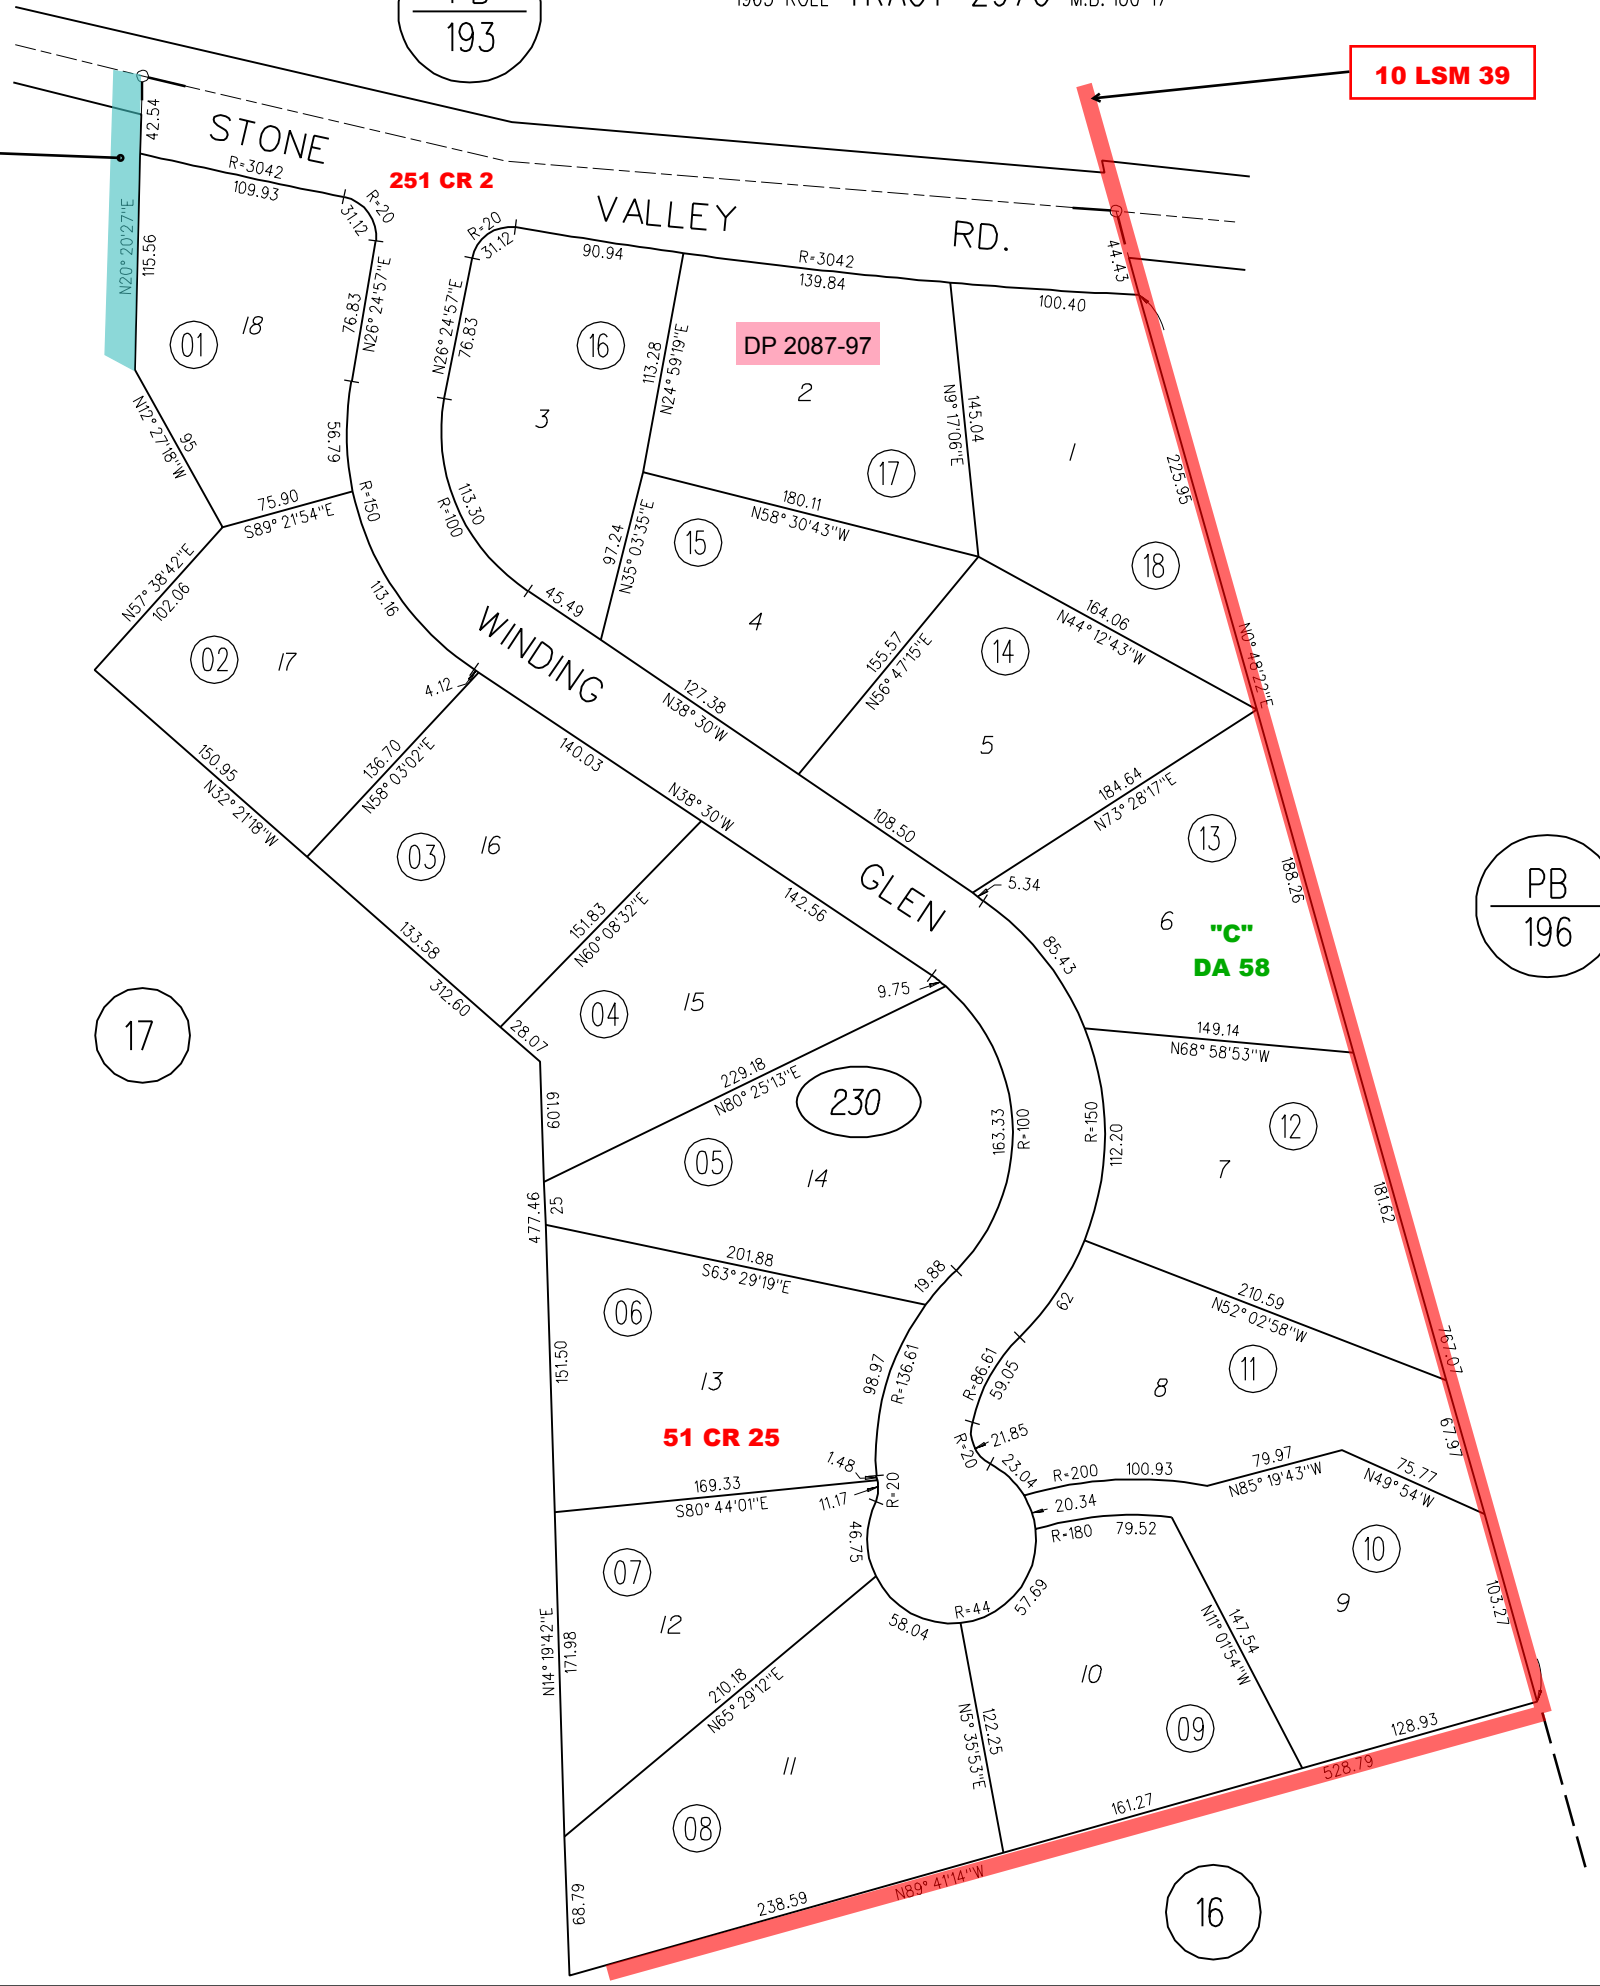 193
TRACT 2976 M.B. 100-17
10 LSM 39
42.54
STONE
R=3042
109.93
R=20
31.12
251 CR 2
R=20
31.12
VALLEY
RD.
90.94
R=3042
139.84
44.43
100.40
N20° 20'27"E
115.56
18
01
76.83
N26° 24'57"E
N26° 24'57"E
76.83
16
3
113.28
N24° 59'19"E
DP 2087-97
2
17
N9° 17'06"E
145.04
1
225.95
N12° 27'18"W
95
56.79
R=150
75.90
S89° 21'54"E
R=100
113.30
180.11
N58° 30'43"W
15
97.24
N35° 03'35"E
18
N57° 38'42"E
102.06
113.16
45.49
4
164.06
N44° 12'43"W
14
N0° 48'22"E
02
17
WINDING
4.12
155.57
N56° 47'15"E
127.38
N38° 30'W
5
150.95
N32° 21'18"W
136.70
N58° 03'02"E
140.03
N38° 30'W
184.64
N73° 28'17"E
108.50
13
03
16
GLEN
5.34
188.26
PB
196
142.56
6
"C"
DA 58
151.83
N60° 08'32"E
133.58
312.60
85.43
9.75
04
15
17
28.07
149.14
N68° 58'53"W
229.18
N80° 25'13"E
230
61.09
163.33
R=100
R=150
112.20
12
05
14
7
477.46
25
181.62
201.88
S63° 29'19"E
19.88
62
210.59
N52° 02'58"W
06
767.07
151.50
13
98.97
R=136.61
R=86.61
59.05
11
8
51 CR 25
R=20
21.85
67.97
1.48
23.04
R=200
100.93
79.97
N85° 19'43"W
75.77
N49° 54'W
169.33
S80° 44'01"E
11.17
R=20
20.34
R=180
79.52
46.75
10
07
12
57.69
R=44
58.04
9
103.27
N14° 19'42"E
171.98
N11° 01'54"W
147.54
210.18
N65° 29'12"E
10
N5° 35'53"E
122.25
09
128.93
528.79
11
08
161.27
68.79
238.59
N89° 41'14"W
16